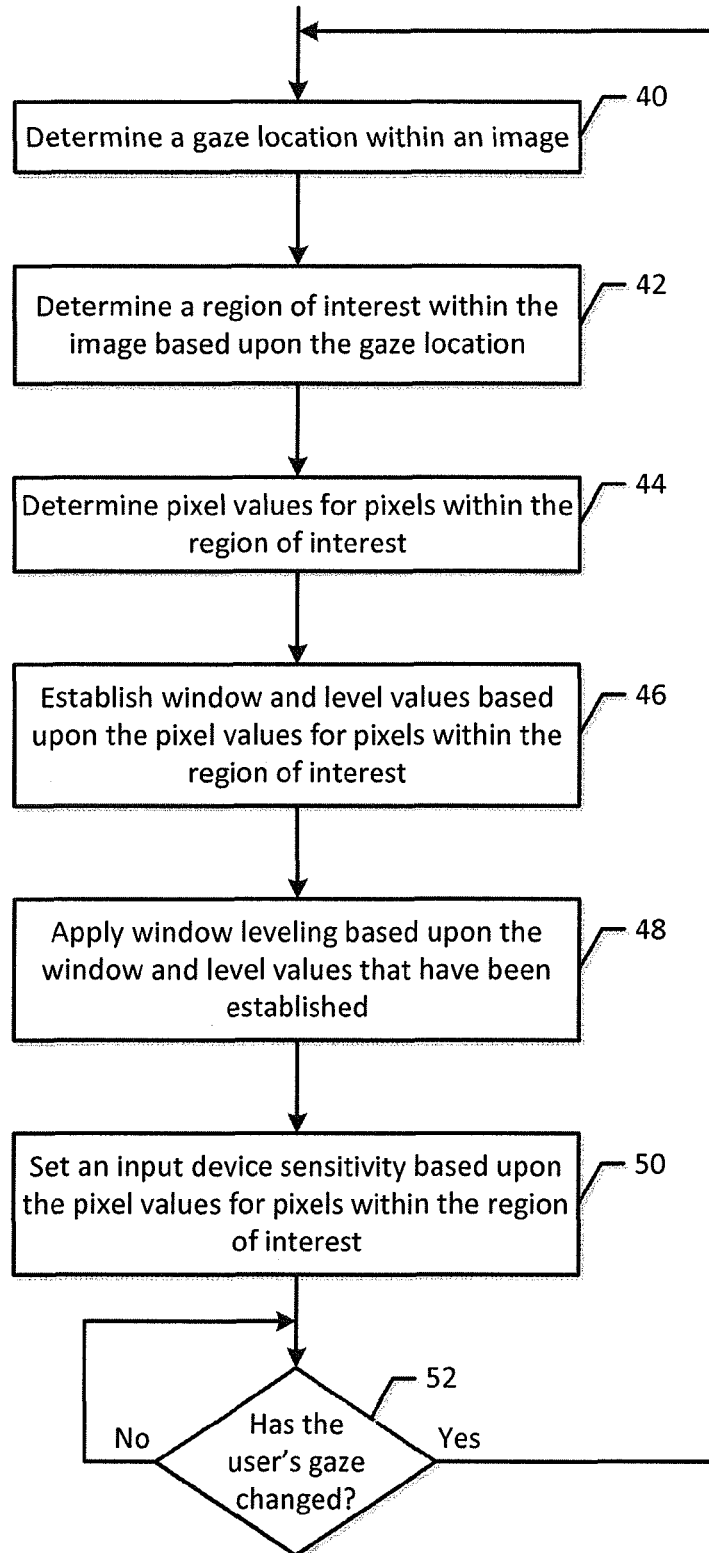 40
Determine a gaze location within an image
42
Determine a region of interest within the
image based upon the gaze location
44
Determine pixel values for pixels within the
region of interest
46
Establish window and level values based
upon the pixel values for pixels within the
region of interest
48
Apply window leveling based upon the
window and level values that have been
established
50
Set an input device sensitivity based upon
the pixel values for pixels within the region
of interest
52
No
Has the
user's gaze
changed?
Yes